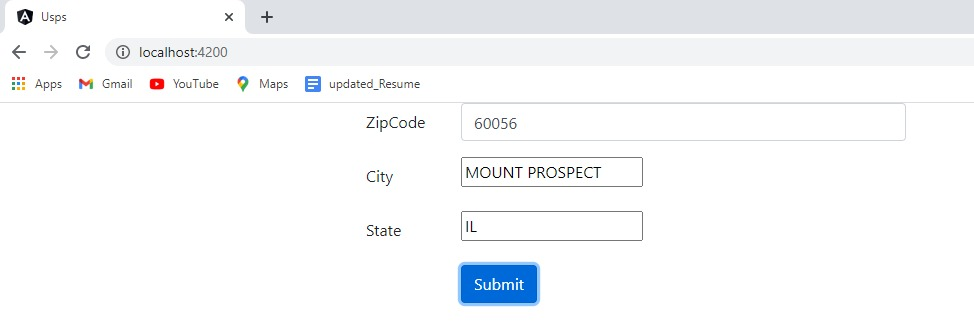 Usps
localhost:4200
Apps Gmail YouTube Maps updated_Resume
ZipCode 60056
City MOUNT PROSPECT
State IL
Submit